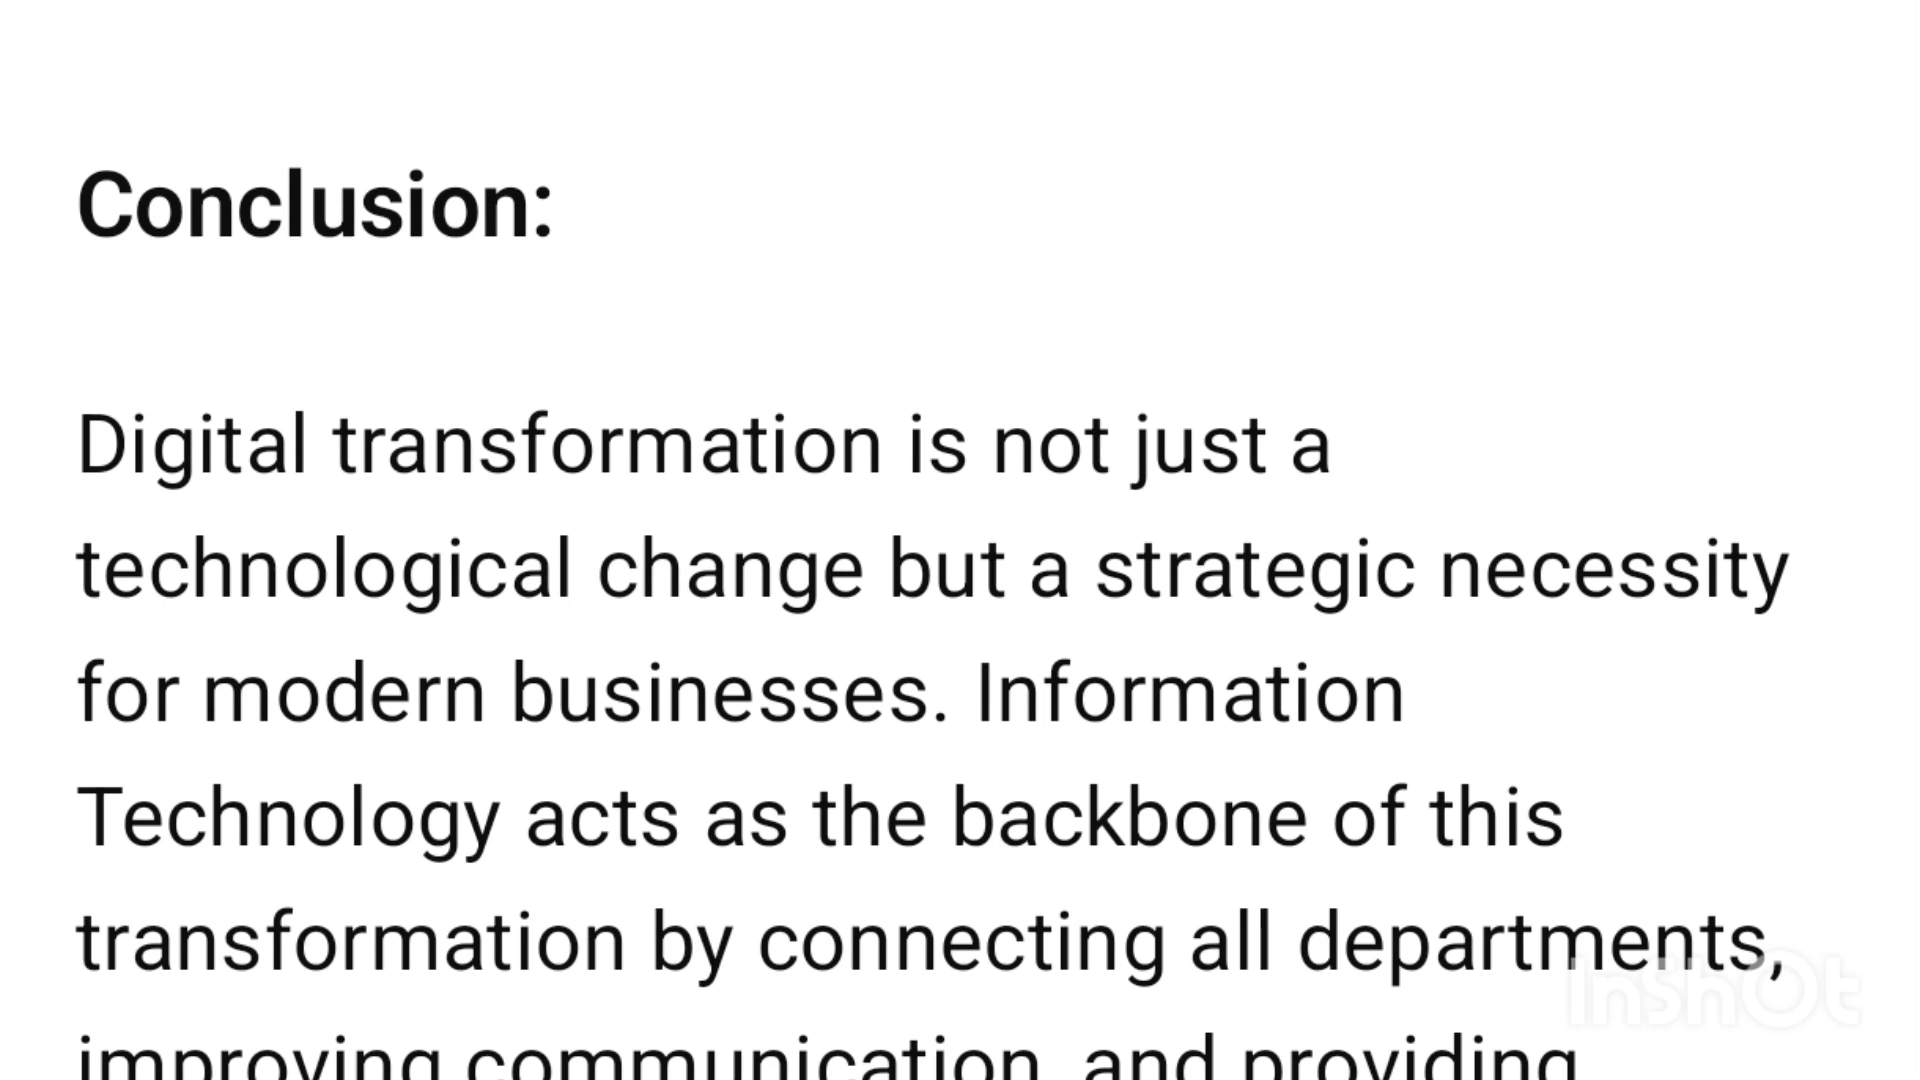 Conclusion:
Digital transformation is not just a
technological change but a strategic necessity
for modern businesses. Information
Technology acts as the backbone of this
transformation by connecting all departments,
improving communication, and providing
InShOt